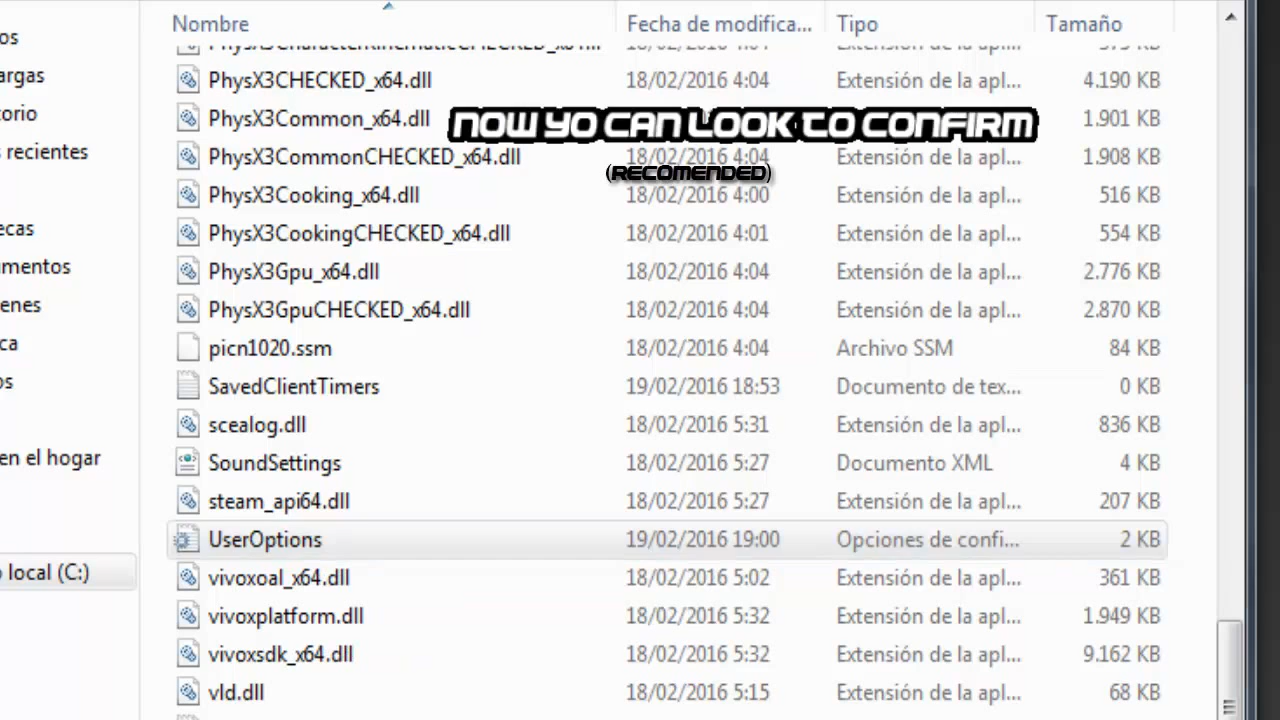 Nombre Fecha de modifica... Tipo Tamaño
PhysX3CHECKED_x64.dll 18/02/2016 4:04 Extensión de la apl... 4.190 KB
PhysX3Common_x64.dll Extensión de la apl... 1.901 KB
NOW YO CAN LOOK TO CONFIRM
PhysX3CommonCHECKED_x64.dll 18/02/2016 4:04 Extensión de la apl... 1.908 KB
(RECOMENDED)
PhysX3Cooking_x64.dll 18/02/2016 4:00 Extensión de la apl... 516 KB
PhysX3CookingCHECKED_x64.dll 18/02/2016 4:01 Extensión de la apl... 554 KB
PhysX3Gpu_x64.dll 18/02/2016 4:04 Extensión de la apl... 2.776 KB
PhysX3GpuCHECKED_x64.dll 18/02/2016 4:04 Extensión de la apl... 2.870 KB
picn1020.ssm 18/02/2016 4:04 Archivo SSM 84 KB
SavedClientTimers 19/02/2016 18:53 Documento de tex... 0 KB
scealog.dll 18/02/2016 5:31 Extensión de la apl... 836 KB
en el hogar SoundSettings 18/02/2016 5:27 Documento XML 4 KB
steam_api64.dll 18/02/2016 5:27 Extensión de la apl... 207 KB
UserOptions 19/02/2016 19:00 Opciones de confi... 2 KB
local (C:) vivoxoal_x64.dll 18/02/2016 5:02 Extensión de la apl... 361 KB
vivoxplatform.dll 18/02/2016 5:32 Extensión de la apl... 1.949 KB
vivoxsdk_x64.dll 18/02/2016 5:32 Extensión de la apl... 9.162 KB
vld.dll 18/02/2016 5:15 Extensión de la apl... 68 KB